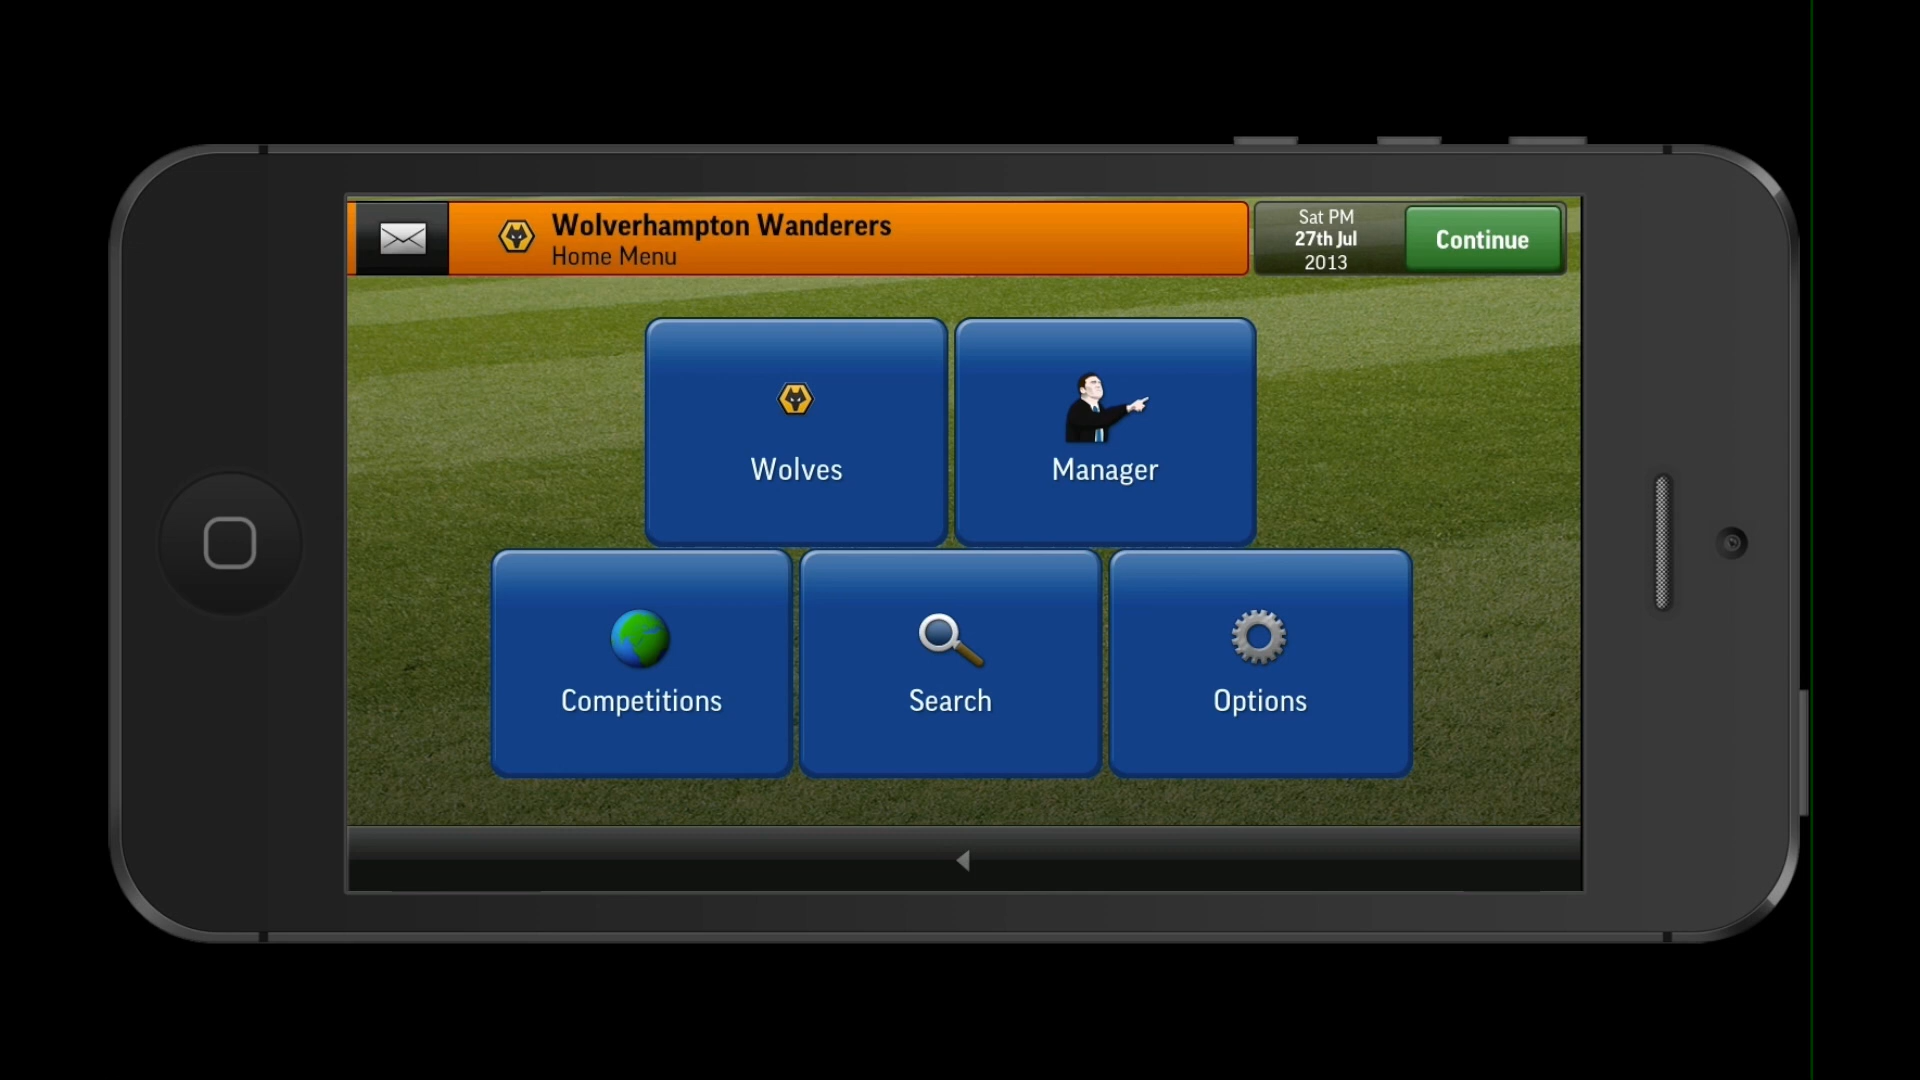 Wolverhampton Wanderers
Home Menu
Sat PM
27th Jul
2013
Continue
Wolves
Manager
Competitions
Search
Options